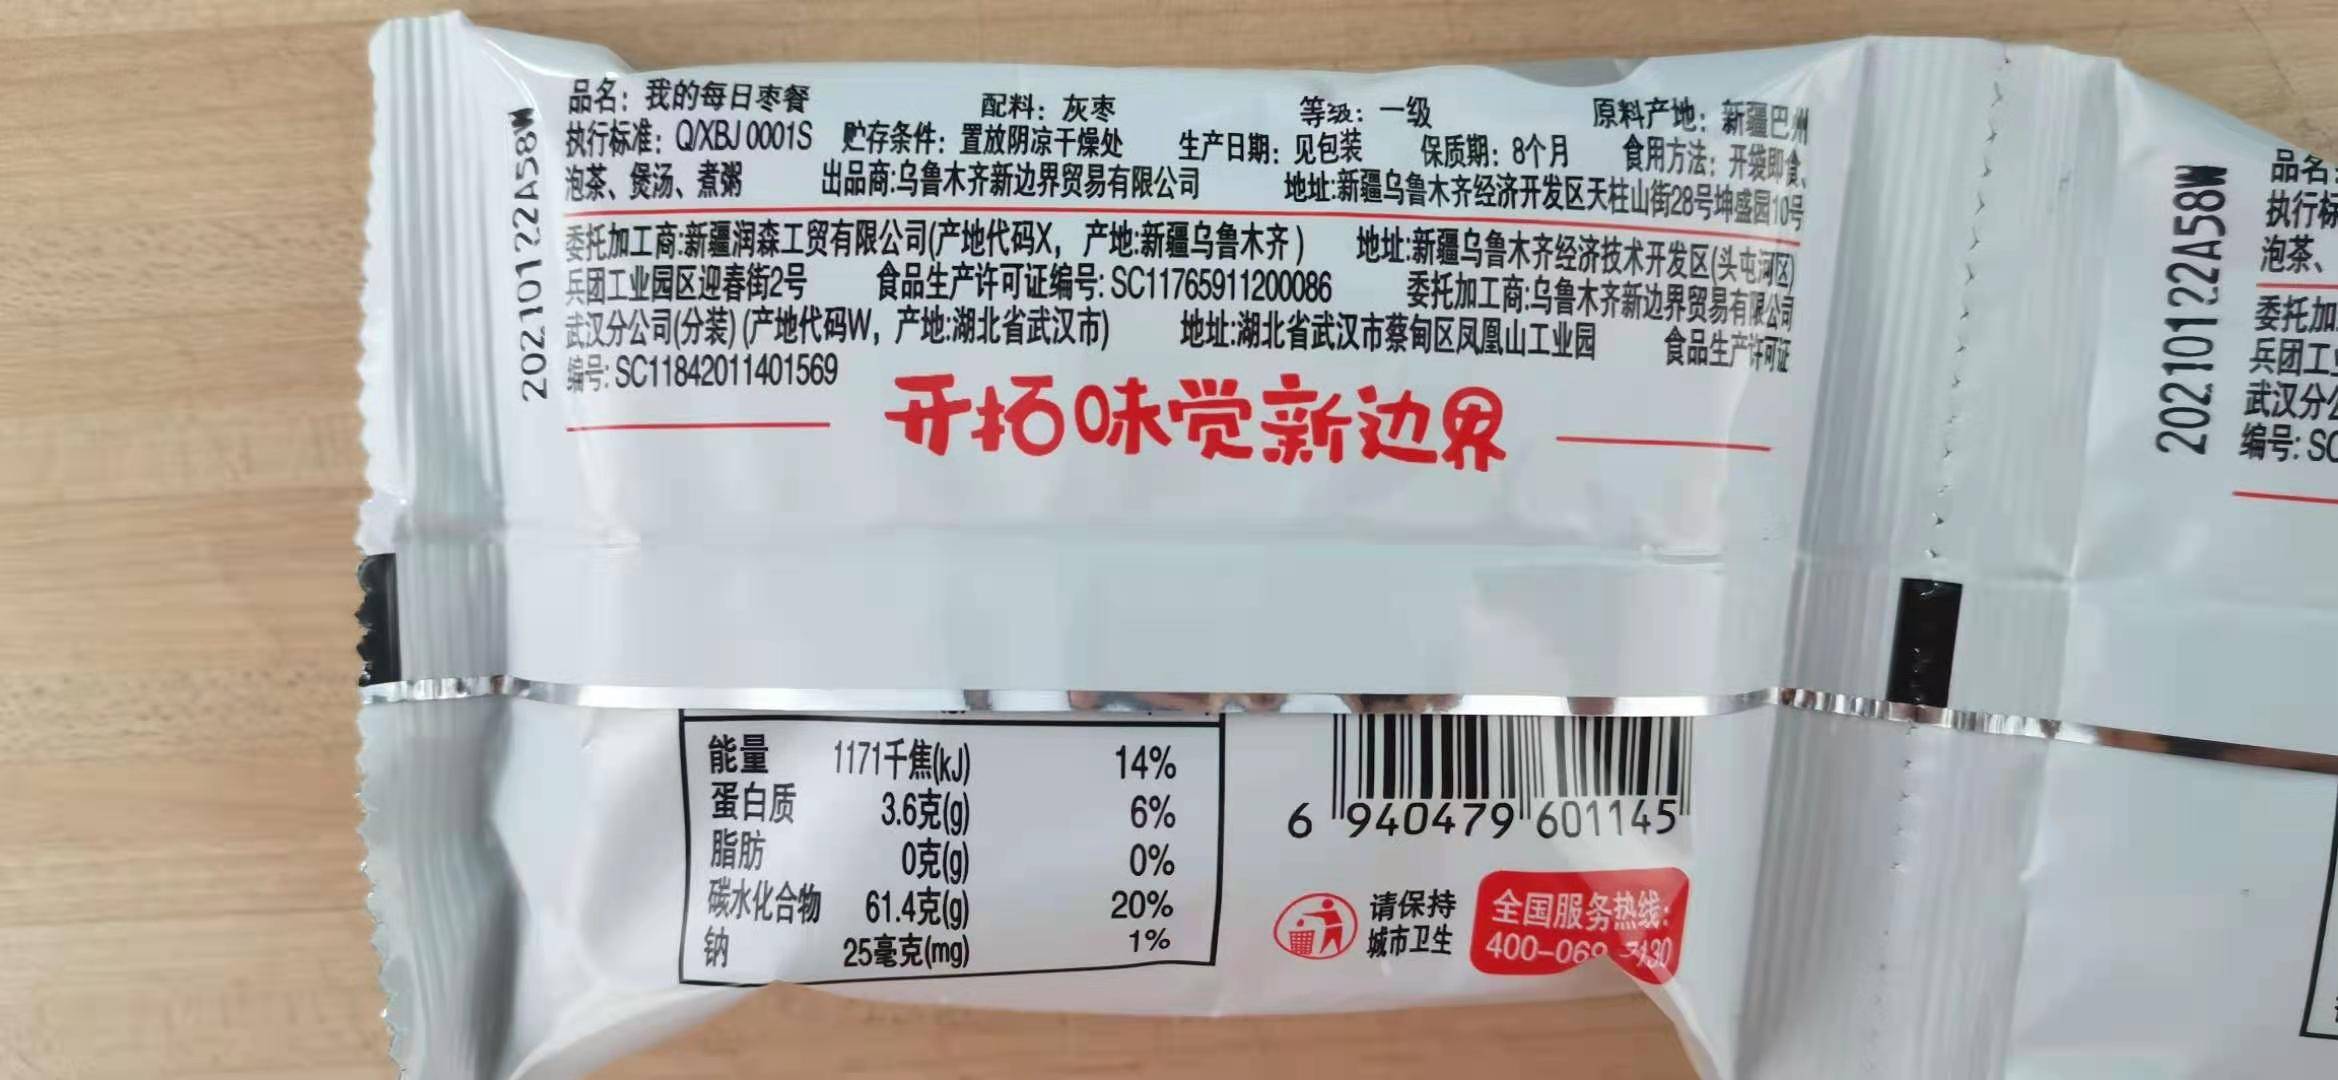 品名：我的每日枣餐 配料：灰枣 等级：一级 原料产地：新疆巴州
执行标准：Q/XBJ 0001S 贮存条件：置放阴凉干燥处 生产日期：见包装 保质期：8个月 食用方法：开袋即食、
泡茶、煲汤、煮粥 出品商:乌鲁木齐新边界贸易有限公司 地址:新疆乌鲁木齐经济开发区天柱山街28号坤盛园10号
委托加工商:新疆润森工贸有限公司(产地代码X，产地:新疆乌鲁木齐) 地址:新疆乌鲁木齐经济技术开发区(头屯河区)
兵团工业园区迎春街2号 食品生产许可证编号: SC11765911200086 委托加工商:乌鲁木齐新边界贸易有限公司
武汉分公司(分装) (产地代码W，产地:湖北省武汉市) 地址:湖北省武汉市蔡甸区凤凰山工业园 食品生产许可证
编号: SC11842011401569
20210122A58W
开拓味觉新边界
能量 1171千焦(kJ) 14%
蛋白质 3.6克(g) 6%
脂肪 0克(g) 0%
碳水化合物 61.4克(g) 20%
钠 25毫克(mg) 1%
6 940479 601145
请保持
城市卫生
全国服务热线:
400-069 7130
20210122A58W
品名:
执行标
泡茶、
委托加
兵团工业
武汉分公
编号: SC